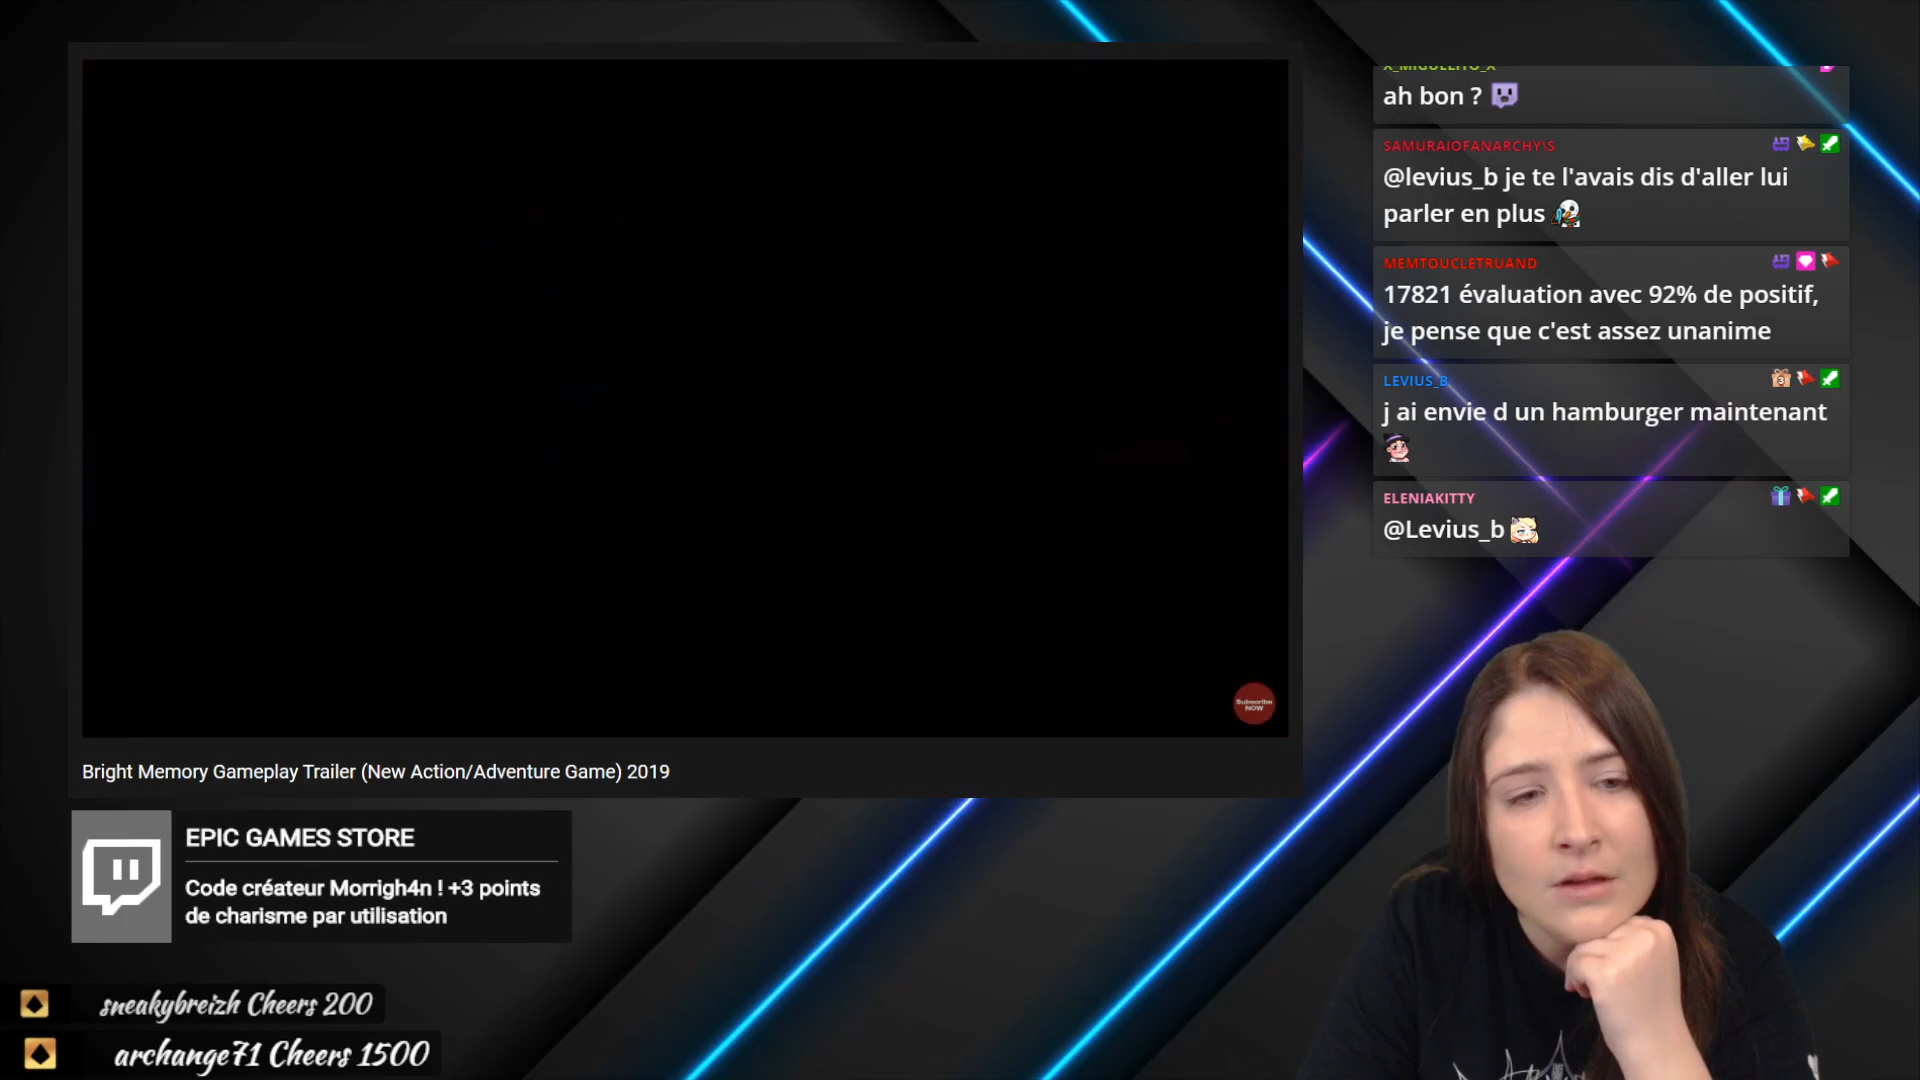 Subscribe
NOW
Bright Memory Gameplay Trailer (New Action/Adventure Game) 2019
EPIC GAMES STORE
Code créateur Morrigh4n ! +3 points
de charisme par utilisation
sneakybreizh Cheers 200
archange71 Cheers 1500
X_MIGUELITO_X
ah bon ?
SAMURAIOFANARCHY\S
@levius_b je te l'avais dis d'aller lui
parler en plus
MEMTOUCLETRUAND
17821 évaluation avec 92% de positif,
je pense que c'est assez unanime
LEVIUS_B
j ai envie d un hamburger maintenant
ELENIAKITTY
@Levius_b